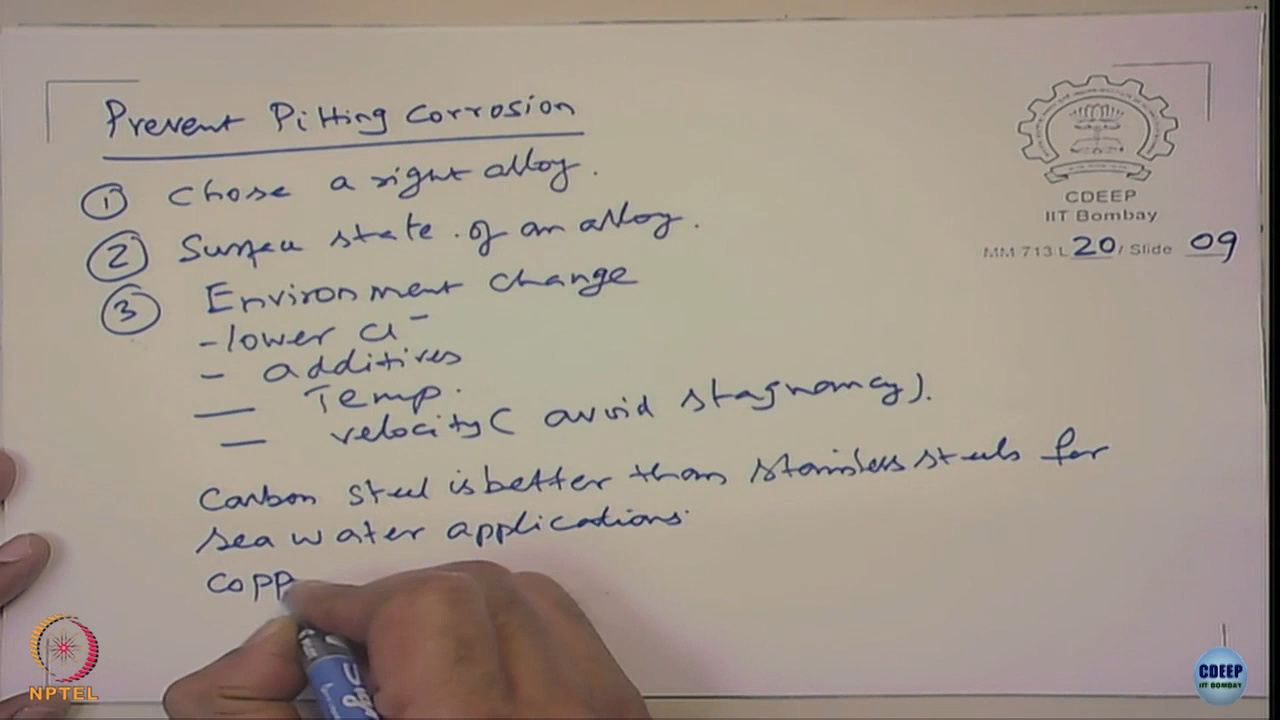 Prevent Pitting Corrosion
① Chose a right alloy.
② Surface state of an alloy.
③ Environment change
- lower Cl⁻
- additives
— Temp.
— velocity ( avoid stagnancy).
Carbon steel is better than stainless steels for
sea water applications.
Copp
CDEEP
IIT Bombay
MM 713 L 20 / Slide 09
NPTEL
CDEEP
IIT BOMBAY